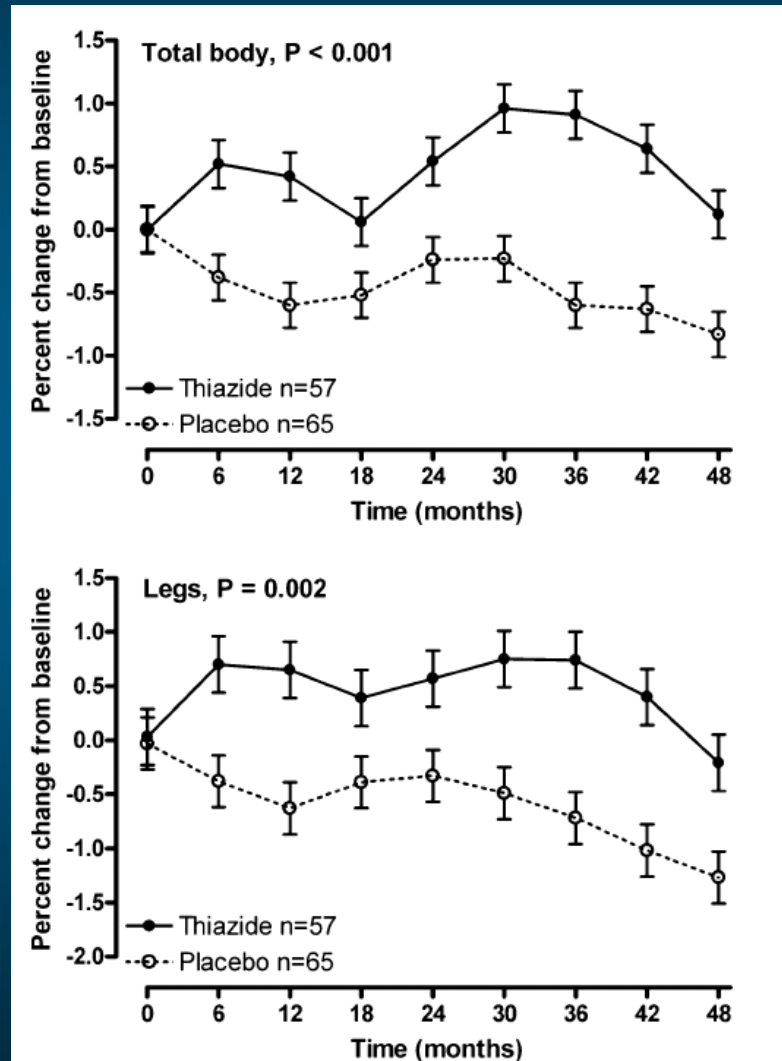 Total body, P < 0.001
Percent change from baseline
1.5
1.0
0.5
0.0
-0.5
-1.0
-1.5
Thiazide n=57
Placebo n=65
0 6 12 18 24 30 36 42 48
Time (months)
Legs, P = 0.002
Percent change from baseline
1.5
1.0
0.5
0.0
-0.5
-1.0
-1.5
-2.0
Thiazide n=57
Placebo n=65
0 6 12 18 24 30 36 42 48
Time (months)